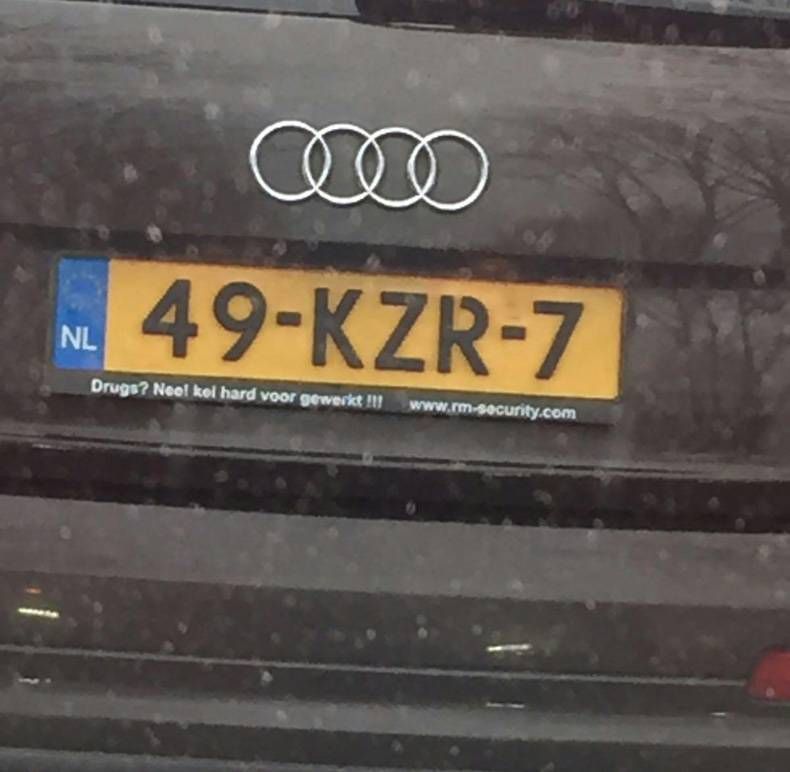 NL
49-KZR-7
Drugs? Nee! kei hard voor gewerkt !!! www.rm-security.com